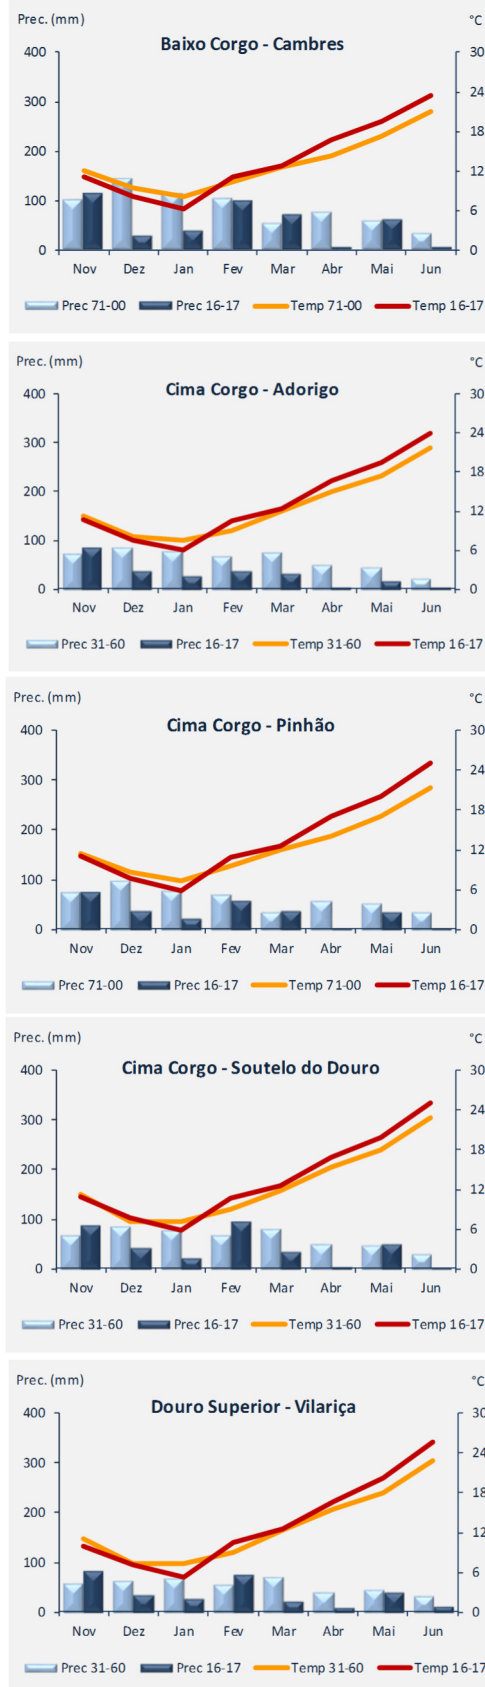 Prec. (mm) °C
Baixo Corgo - Cambres
400 30
300 24
18
200
12
100
6
0 0
Nov Dez Jan Fev Mar Abr Mai Jun
Prec 71-00 Prec 16-17 Temp 71-00 Temp 16-17
Prec. (mm) °C
Cima Corgo - Adorigo
400 30
300 24
18
200
12
100
6
0 0
Nov Dez Jan Fev Mar Abr Mai Jun
Prec 31-60 Prec 16-17 Temp 31-60 Temp 16-17
Prec. (mm) °C
Cima Corgo - Pinhão
400 30
300 24
18
200
12
100
6
0 0
Nov Dez Jan Fev Mar Abr Mai Jun
Prec 71-00 Prec 16-17 Temp 71-00 Temp 16-17
Prec. (mm) °C
Cima Corgo - Soutelo do Douro
400 30
300 24
18
200
12
100
6
0 0
Nov Dez Jan Fev Mar Abr Mai Jun
Prec 31-60 Prec 16-17 Temp 31-60 Temp 16-17
Prec. (mm) °C
Douro Superior - Vilariça
400 30
300 24
18
200
12
100
6
0 0
Nov Dez Jan Fev Mar Abr Mai Jun
Prec 31-60 Prec 16-17 Temp 31-60 Temp 16-17